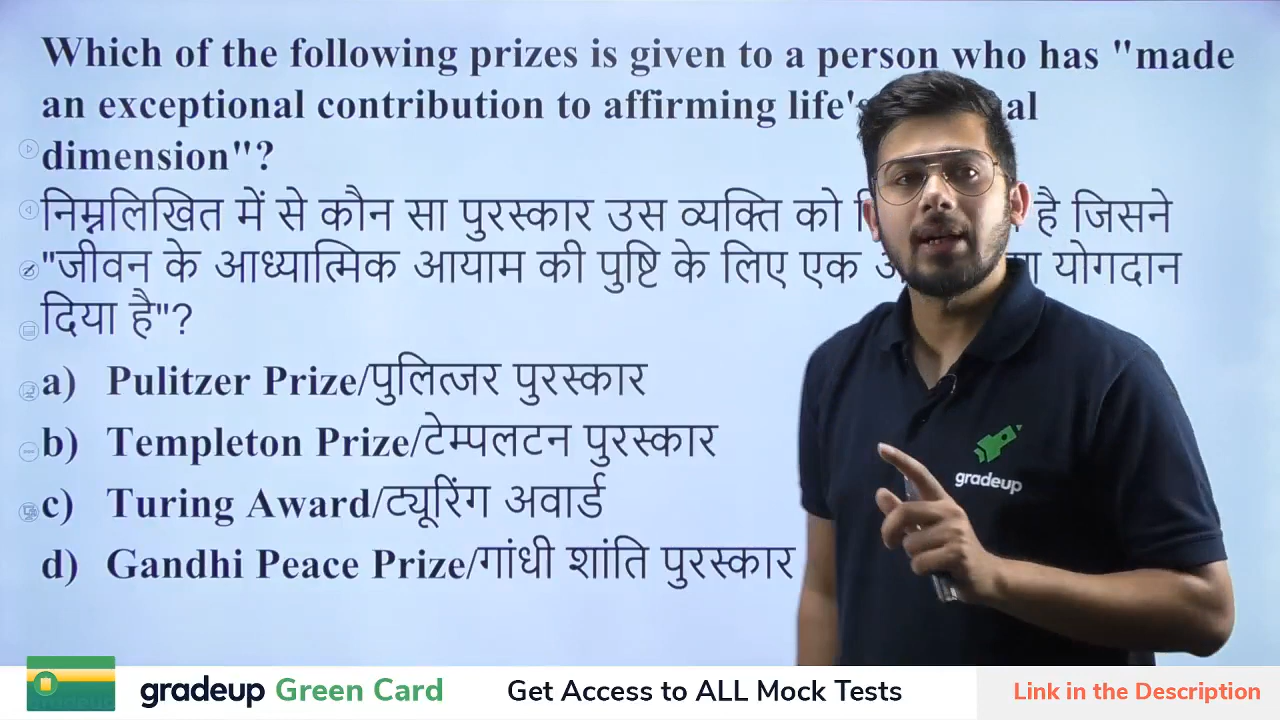 Which of the following prizes is given to a person who has "made
an exceptional contribution to affirming life's
dimension"?
निम्नलिखित में से कौन सा पुरस्कार उस व्यक्ति को है जिसने
"जीवन के आध्यात्मिक आयाम की पुष्टि के लिए एक योगदान
दिया है"?
a) Pulitzer Prize/पुलित्जर पुरस्कार
b) Templeton Prize/टेम्पलटन पुरस्कार
c) Turing Award/ट्यूरिंग अवार्ड
d) Gandhi Peace Prize/गांधी शांति पुरस्कार
gradeup
gradeup Green Card Get Access to ALL Mock Tests Link in the Description